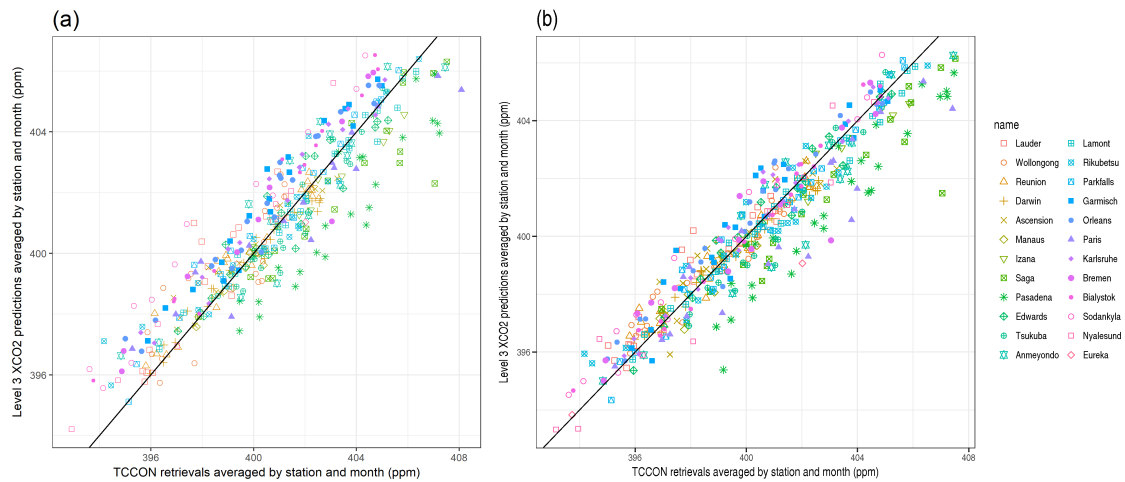 (a)
Level 3 XCO2 predictions averaged by station and month (ppm)
404
400
396
396
400
404
408
TCCON retrievals averaged by station and month (ppm)
(b)
Level 3 XCO2 predictions averaged by station and month (ppm)
404
400
396
396
400
404
408
TCCON retrievals averaged by station and month (ppm)
name
Lauder
Wollongong
Reunion
Darwin
Ascension
Manaus
Izana
Saga
Pasadena
Edwards
Tsukuba
Anmeyondo
Lamont
Rikubetsu
Parkfalls
Garmisch
Orleans
Paris
Karlsruhe
Bremen
Bialystok
Sodankyla
Nyalesund
Eureka